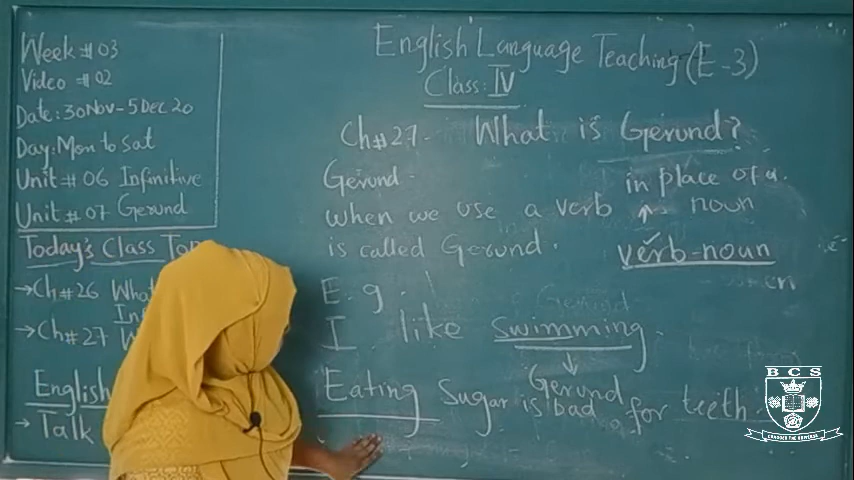 Week # 03
Video # 02
Date: 30 Nov - 5 Dec 20
Day: Mon to Sat
Unit # 06 Infinitive
Unit # 07 Gerund
Today's Class
→ Ch # 26
→ Ch # 27
English
→ Talk
English Language Teaching (E-3)
Class: IV
Ch # 27. What is Gerund?
Gerund.
in place of a.
when we use a verb ^ noun
is called Gerund.
verb-noun
E.g.
I like swimming.
↓
Gerund
Eating Sugar is bad for teeth.
BCS